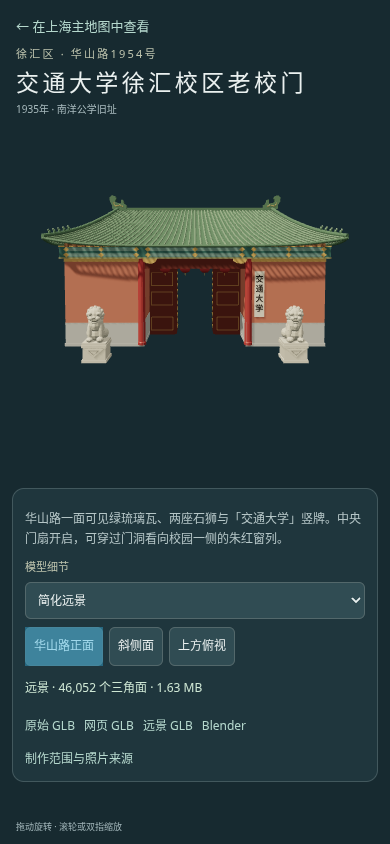 ← 在上海主地图中查看
徐汇区 · 华山路1954号
交通大学徐汇校区老校门
1935年 · 南洋公学旧址
交通大学
华山路一面可见绿琉璃瓦、两座石狮与「交通大学」竖牌。中央
门扇开启，可穿过门洞看向校园一侧的朱红窗列。
模型细节
简化远景
华山路正面 斜侧面 上方俯视
远景 · 46,052 个三角面 · 1.63 MB
原始 GLB 网页 GLB 远景 GLB Blender
制作范围与照片来源
拖动旋转 · 滚轮或双指缩放